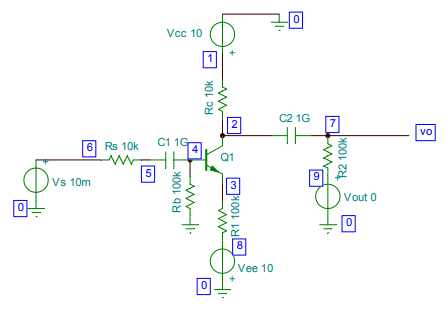 Vcc 10
0
1
Rc 10k
2
C2 1G
7
vo
6
Rs 10k
C1 1G
4
Q1
5
3
R2 100k
9
Vs 10m
Rb 100k
R1 100k
Vout 0
0
0
8
Vee 10
0
+
+
+
+